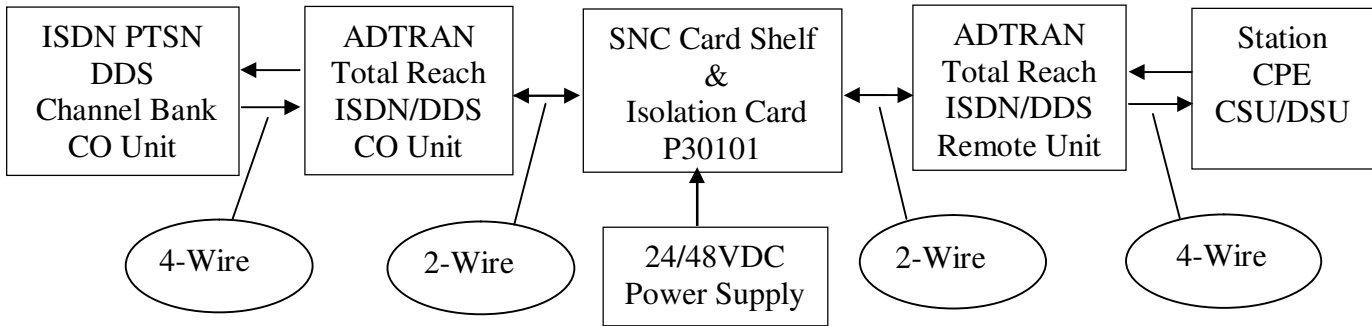 ISDN PTSN
DDS
Channel Bank
CO Unit
ADTRAN
Total Reach
ISDN/DDS
CO Unit
SNC Card Shelf
&
Isolation Card
P30101
ADTRAN
Total Reach
ISDN/DDS
Remote Unit
Station
CPE
CSU/DSU
4-Wire
2-Wire
24/48VDC
Power Supply
2-Wire
4-Wire